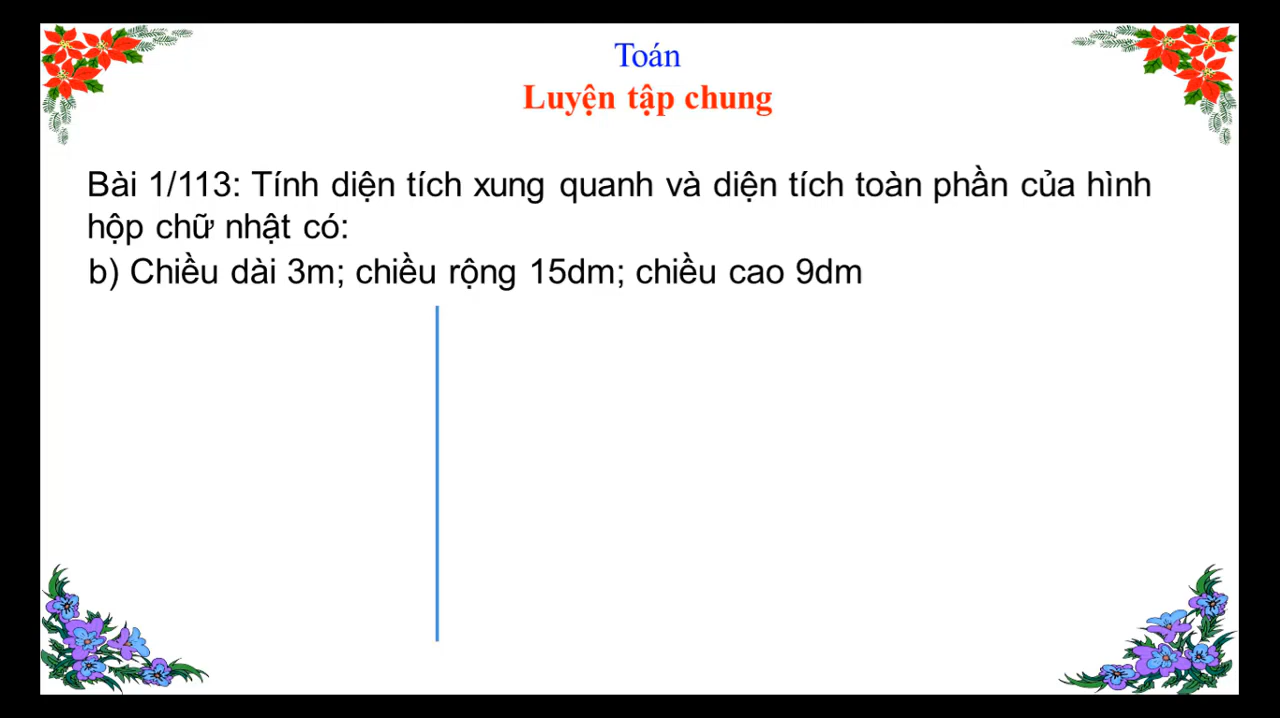 Toán
Luyện tập chung
Bài 1/113: Tính diện tích xung quanh và diện tích toàn phần của hình
hộp chữ nhật có:
b) Chiều dài 3m; chiều rộng 15dm; chiều cao 9dm